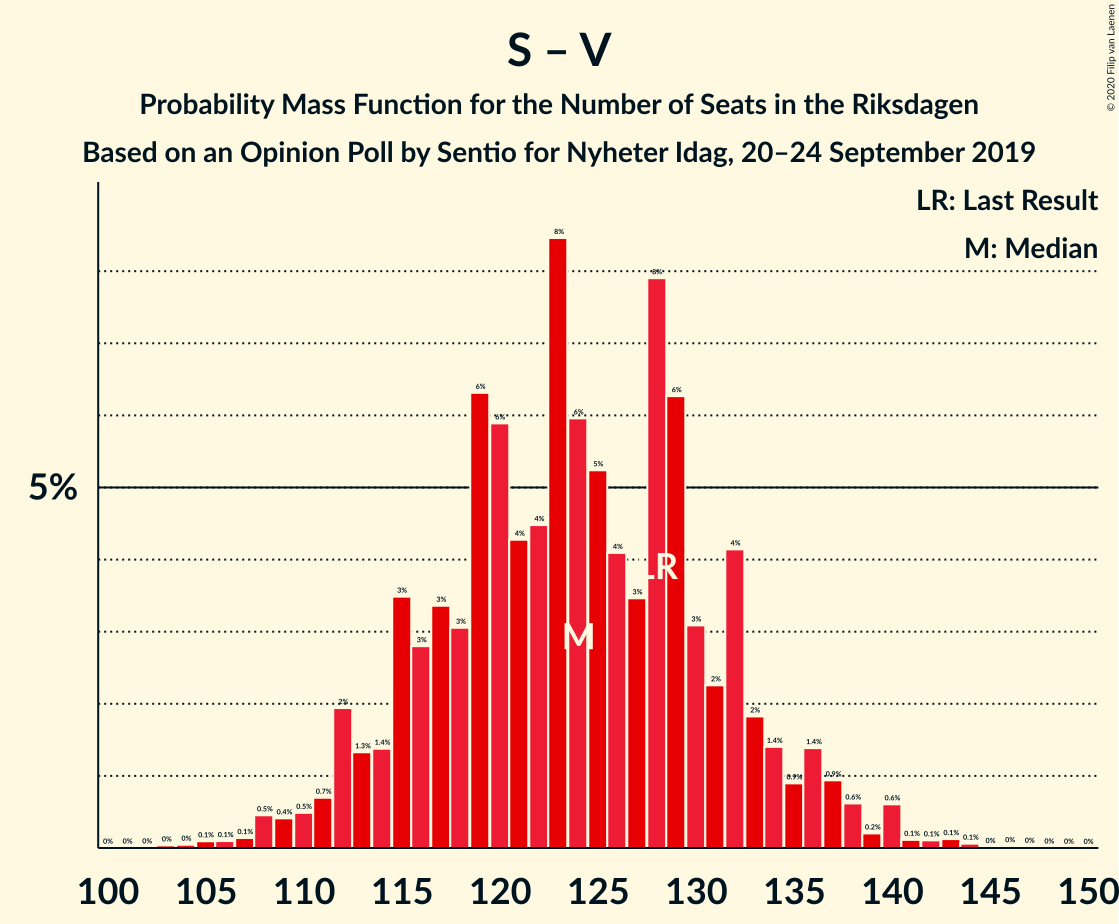 S – V
Probability Mass Function for the Number of Seats in the Riksdagen
Based on an Opinion Poll by Sentio for Nyheter Idag, 20–24 September 2019
© 2020 Filip van Laenen
LR: Last Result
M: Median
5%
0% 0% 0% 0% 0% 0.1% 0.1% 0.1% 0.5% 0.4% 0.5% 0.7% 2% 1.3% 1.4% 3% 3% 3% 3% 6% 6% 4% 4% 8% 6% 5% 4% 3% 8% 6% 3% 2% 4% 2% 1.4% 0.9% 1.4% 0.9% 0.6% 0.2% 0.6% 0.1% 0.1% 0.1% 0.1% 0% 0% 0% 0% 0% 0%
LR
M
100 105 110 115 120 125 130 135 140 145 150